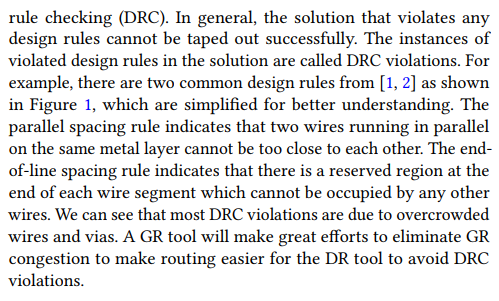 rule checking (DRC). In general, the solution that violates any
design rules cannot be taped out successfully. The instances of
violated design rules in the solution are called DRC violations. For
example, there are two common design rules from [1, 2] as shown
in Figure 1, which are simplified for better understanding. The
parallel spacing rule indicates that two wires running in parallel
on the same metal layer cannot be too close to each other. The end-
of-line spacing rule indicates that there is a reserved region at the
end of each wire segment which cannot be occupied by any other
wires. We can see that most DRC violations are due to overcrowded
wires and vias. A GR tool will make great efforts to eliminate GR
congestion to make routing easier for the DR tool to avoid DRC
violations.